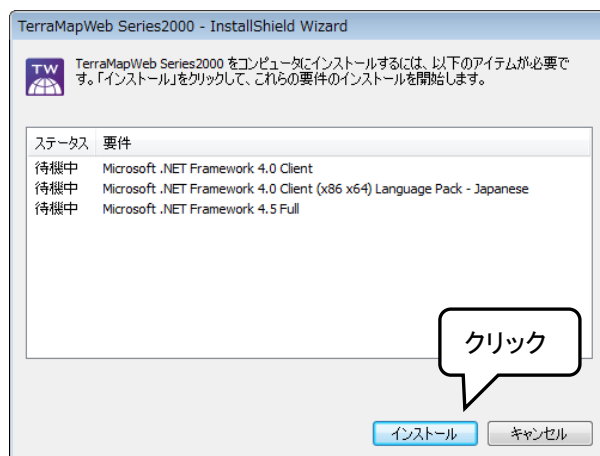 TerraMapWeb Series2000 - InstallShield Wizard
TW
TerraMapWeb Series2000 をコンピュータにインストールするには、以下のアイテムが必要で
す。「インストール」をクリックして、これらの要件のインストールを開始します。
ステータス 要件
待機中 Microsoft .NET Framework 4.0 Client
待機中 Microsoft .NET Framework 4.0 Client (x86 x64) Language Pack - Japanese
待機中 Microsoft .NET Framework 4.5 Full
クリック
インストール キャンセル